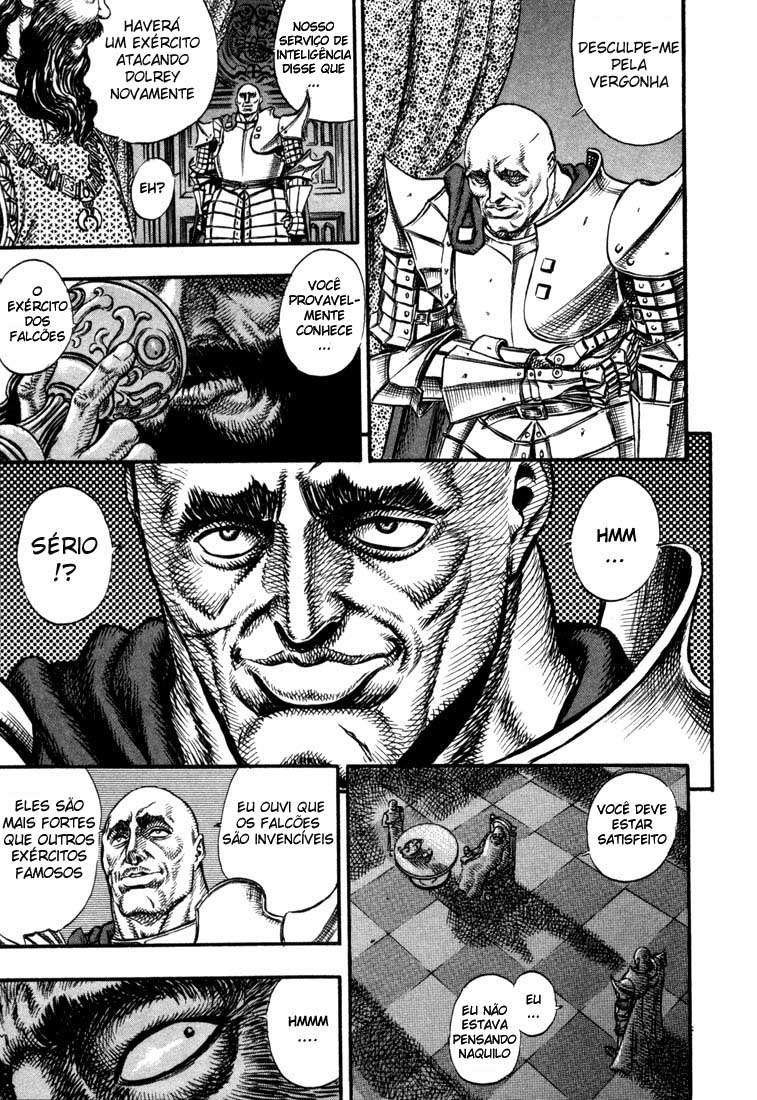 DESCULPE-ME
PELA
VERGONHA
NOSSO
SERVIÇO DE
INTELIGÊNCIA
DISSE QUE
...
HAVERÁ
UM EXÉRCITO
ATACANDO
DOLREY
NOVAMENTE
EH?
VOCÊ
PROVAVEL-
MENTE
CONHECE
...
O
EXÉRCITO
DOS
FALCÕES
HMM
...
SÉRIO
!?
VOCÊ DEVE
ESTAR
SATISFEITO
EU
...
EU NÃO
ESTAVA
PENSANDO
NAQUILO
EU OUVI QUE
OS FALCÕES
SÃO INVENCÍVEIS
ELES SÃO
MAIS FORTES
QUE OUTROS
EXÉRCITOS
FAMOSOS
HMMM
....